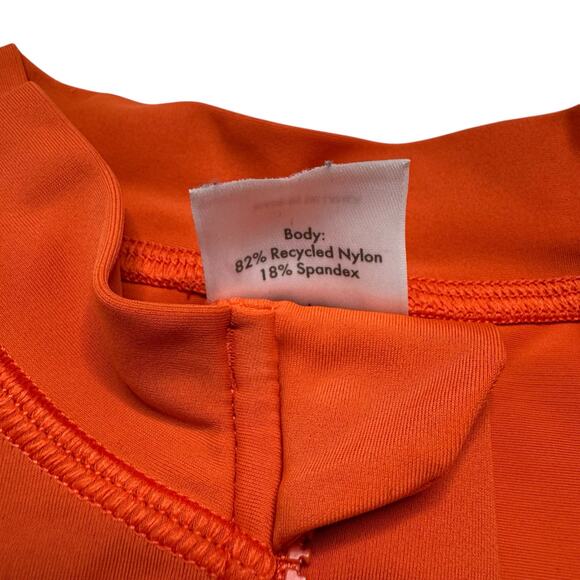 Body:
82% Recycled Nylon
18% Spandex